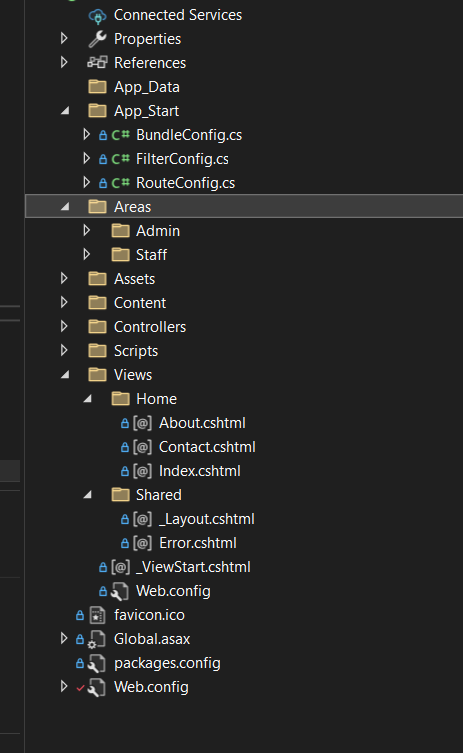 Connected Services
Properties
References
App_Data
App_Start
C# BundleConfig.cs
C# FilterConfig.cs
C# RouteConfig.cs
Areas
Admin
Staff
Assets
Content
Controllers
Scripts
Views
Home
[@] About.cshtml
[@] Contact.cshtml
[@] Index.cshtml
Shared
[@] _Layout.cshtml
[@] Error.cshtml
[@] _ViewStart.cshtml
Web.config
favicon.ico
Global.asax
packages.config
Web.config